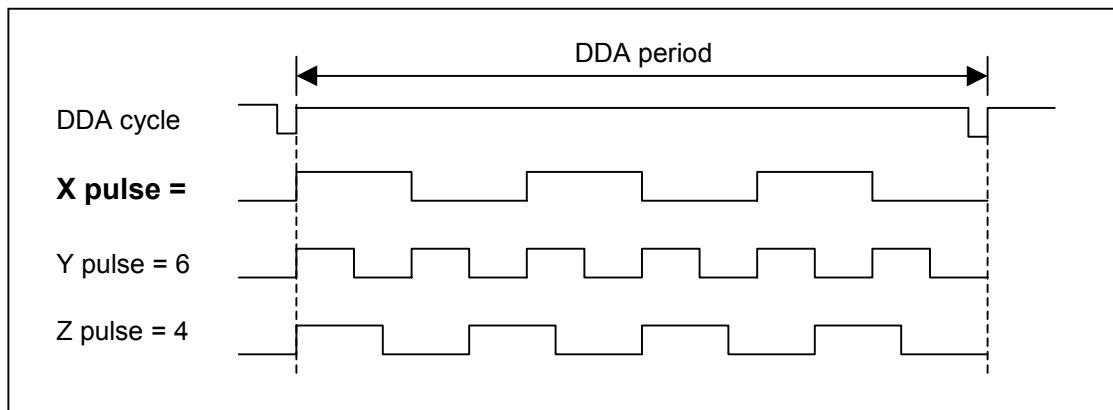 DDA period
DDA cycle
X pulse =
Y pulse = 6
Z pulse = 4